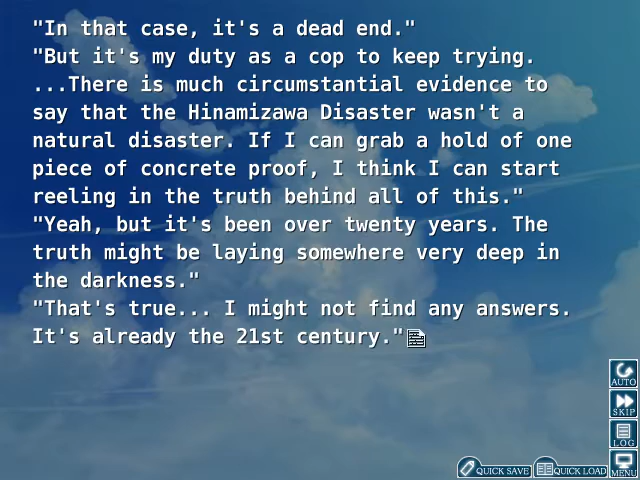 "In that case, it's a dead end."
"But it's my duty as a cop to keep trying.
...There is much circumstantial evidence to
say that the Hinamizawa Disaster wasn't a
natural disaster. If I can grab a hold of one
piece of concrete proof, I think I can start
reeling in the truth behind all of this."
"Yeah, but it's been over twenty years. The
truth might be laying somewhere very deep in
the darkness."
"That's true... I might not find any answers.
It's already the 21st century."
AUTO
SKIP
LOG
QUICK SAVE QUICK LOAD MENU